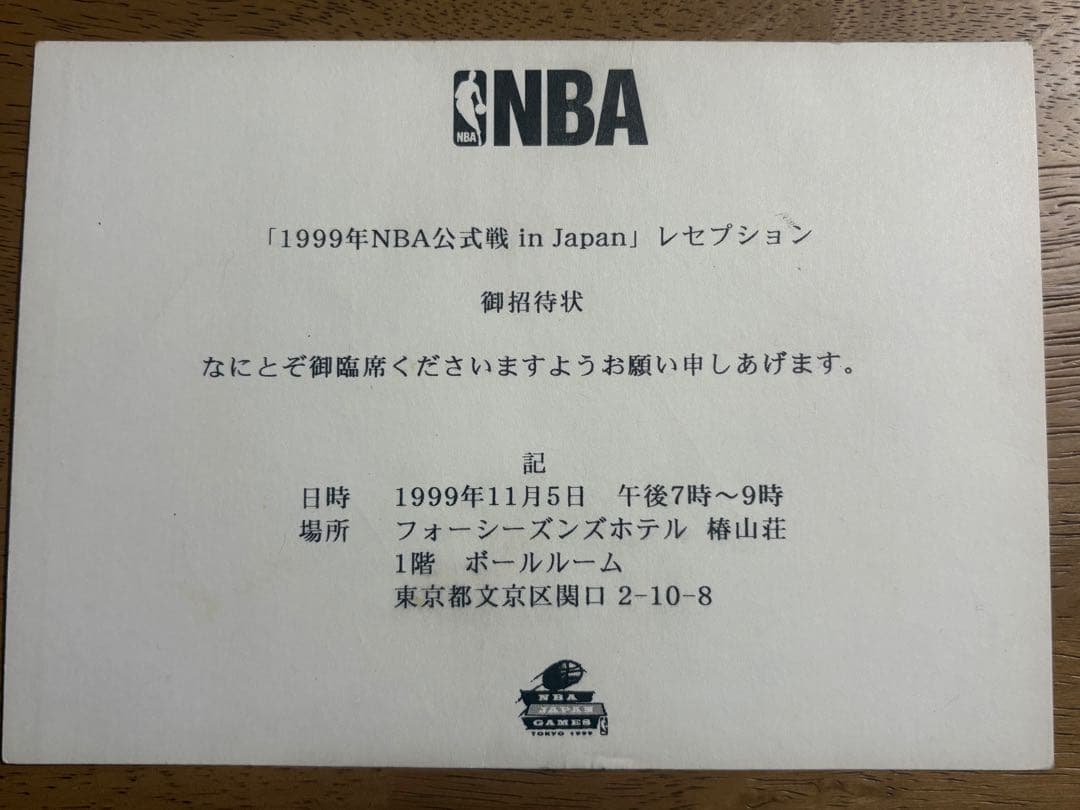 NBA
NBA
「1999年NBA公式戦 in Japan」レセプション
御招待状
なにとぞ御臨席くださいますようお願い申しあげます。
記
日時 1999年11月5日 午後7時〜9時
場所 フォーシーズンズホテル 椿山荘
1階 ボールルーム
東京都文京区関口 2-10-8
NBA
JAPAN
GAMES
TOKYO 1999